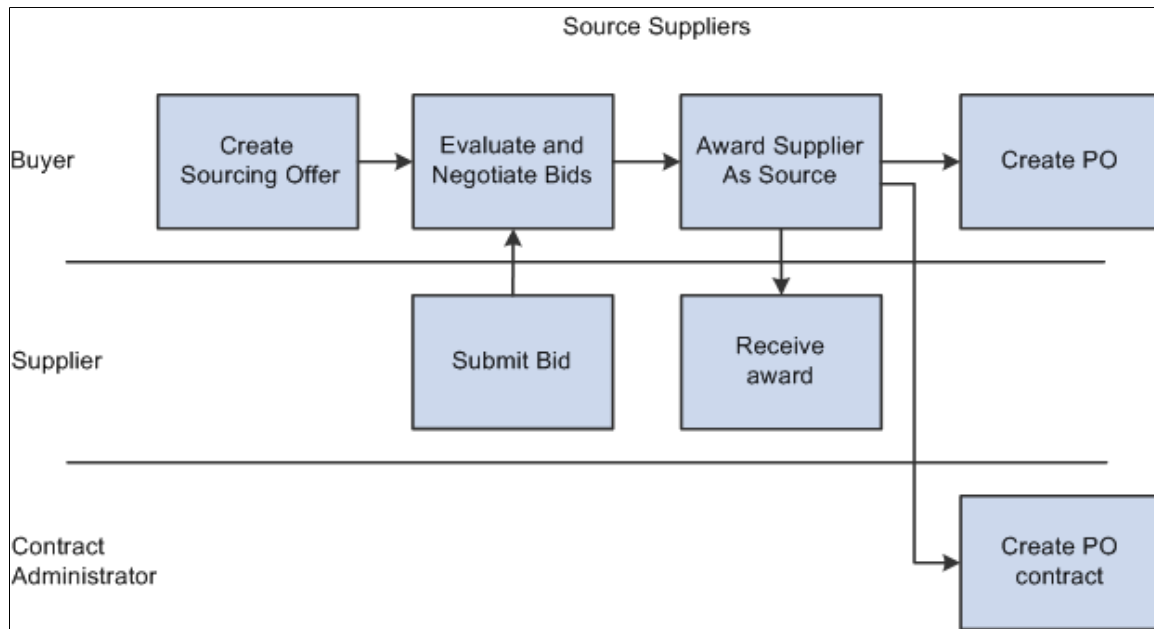 Source Suppliers
Buyer
Create
Sourcing Offer
Evaluate and
Negotiate Bids
Award Supplier
As Source
Create PO
Supplier
Submit Bid
Receive
award
Contract
Administrator
Create PO
contract